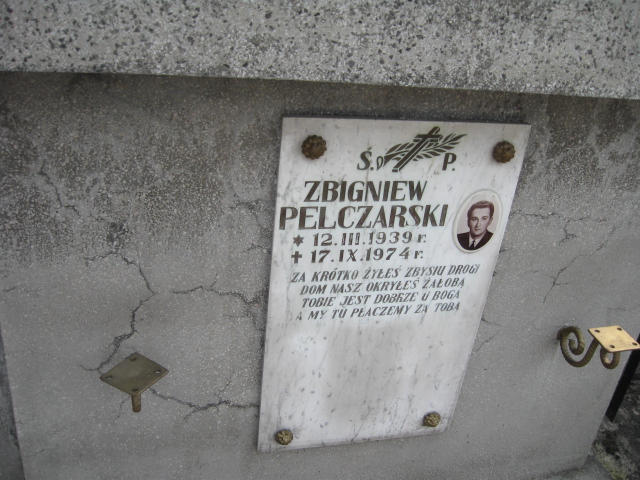 Ś. P.
ZBIGNIEW
PELCZARSKI
* 12.III.1939 r.
+ 17.IX.1974 r.
ZA KRÓTKO ŻYŁEŚ ZBYSIU DROGI
DOM NASZ OKRYŁEŚ ŻAŁOBĄ
TOBIE JEST DOBRZE U BOGA
A MY TU PŁACZEMY ZA TOBĄ